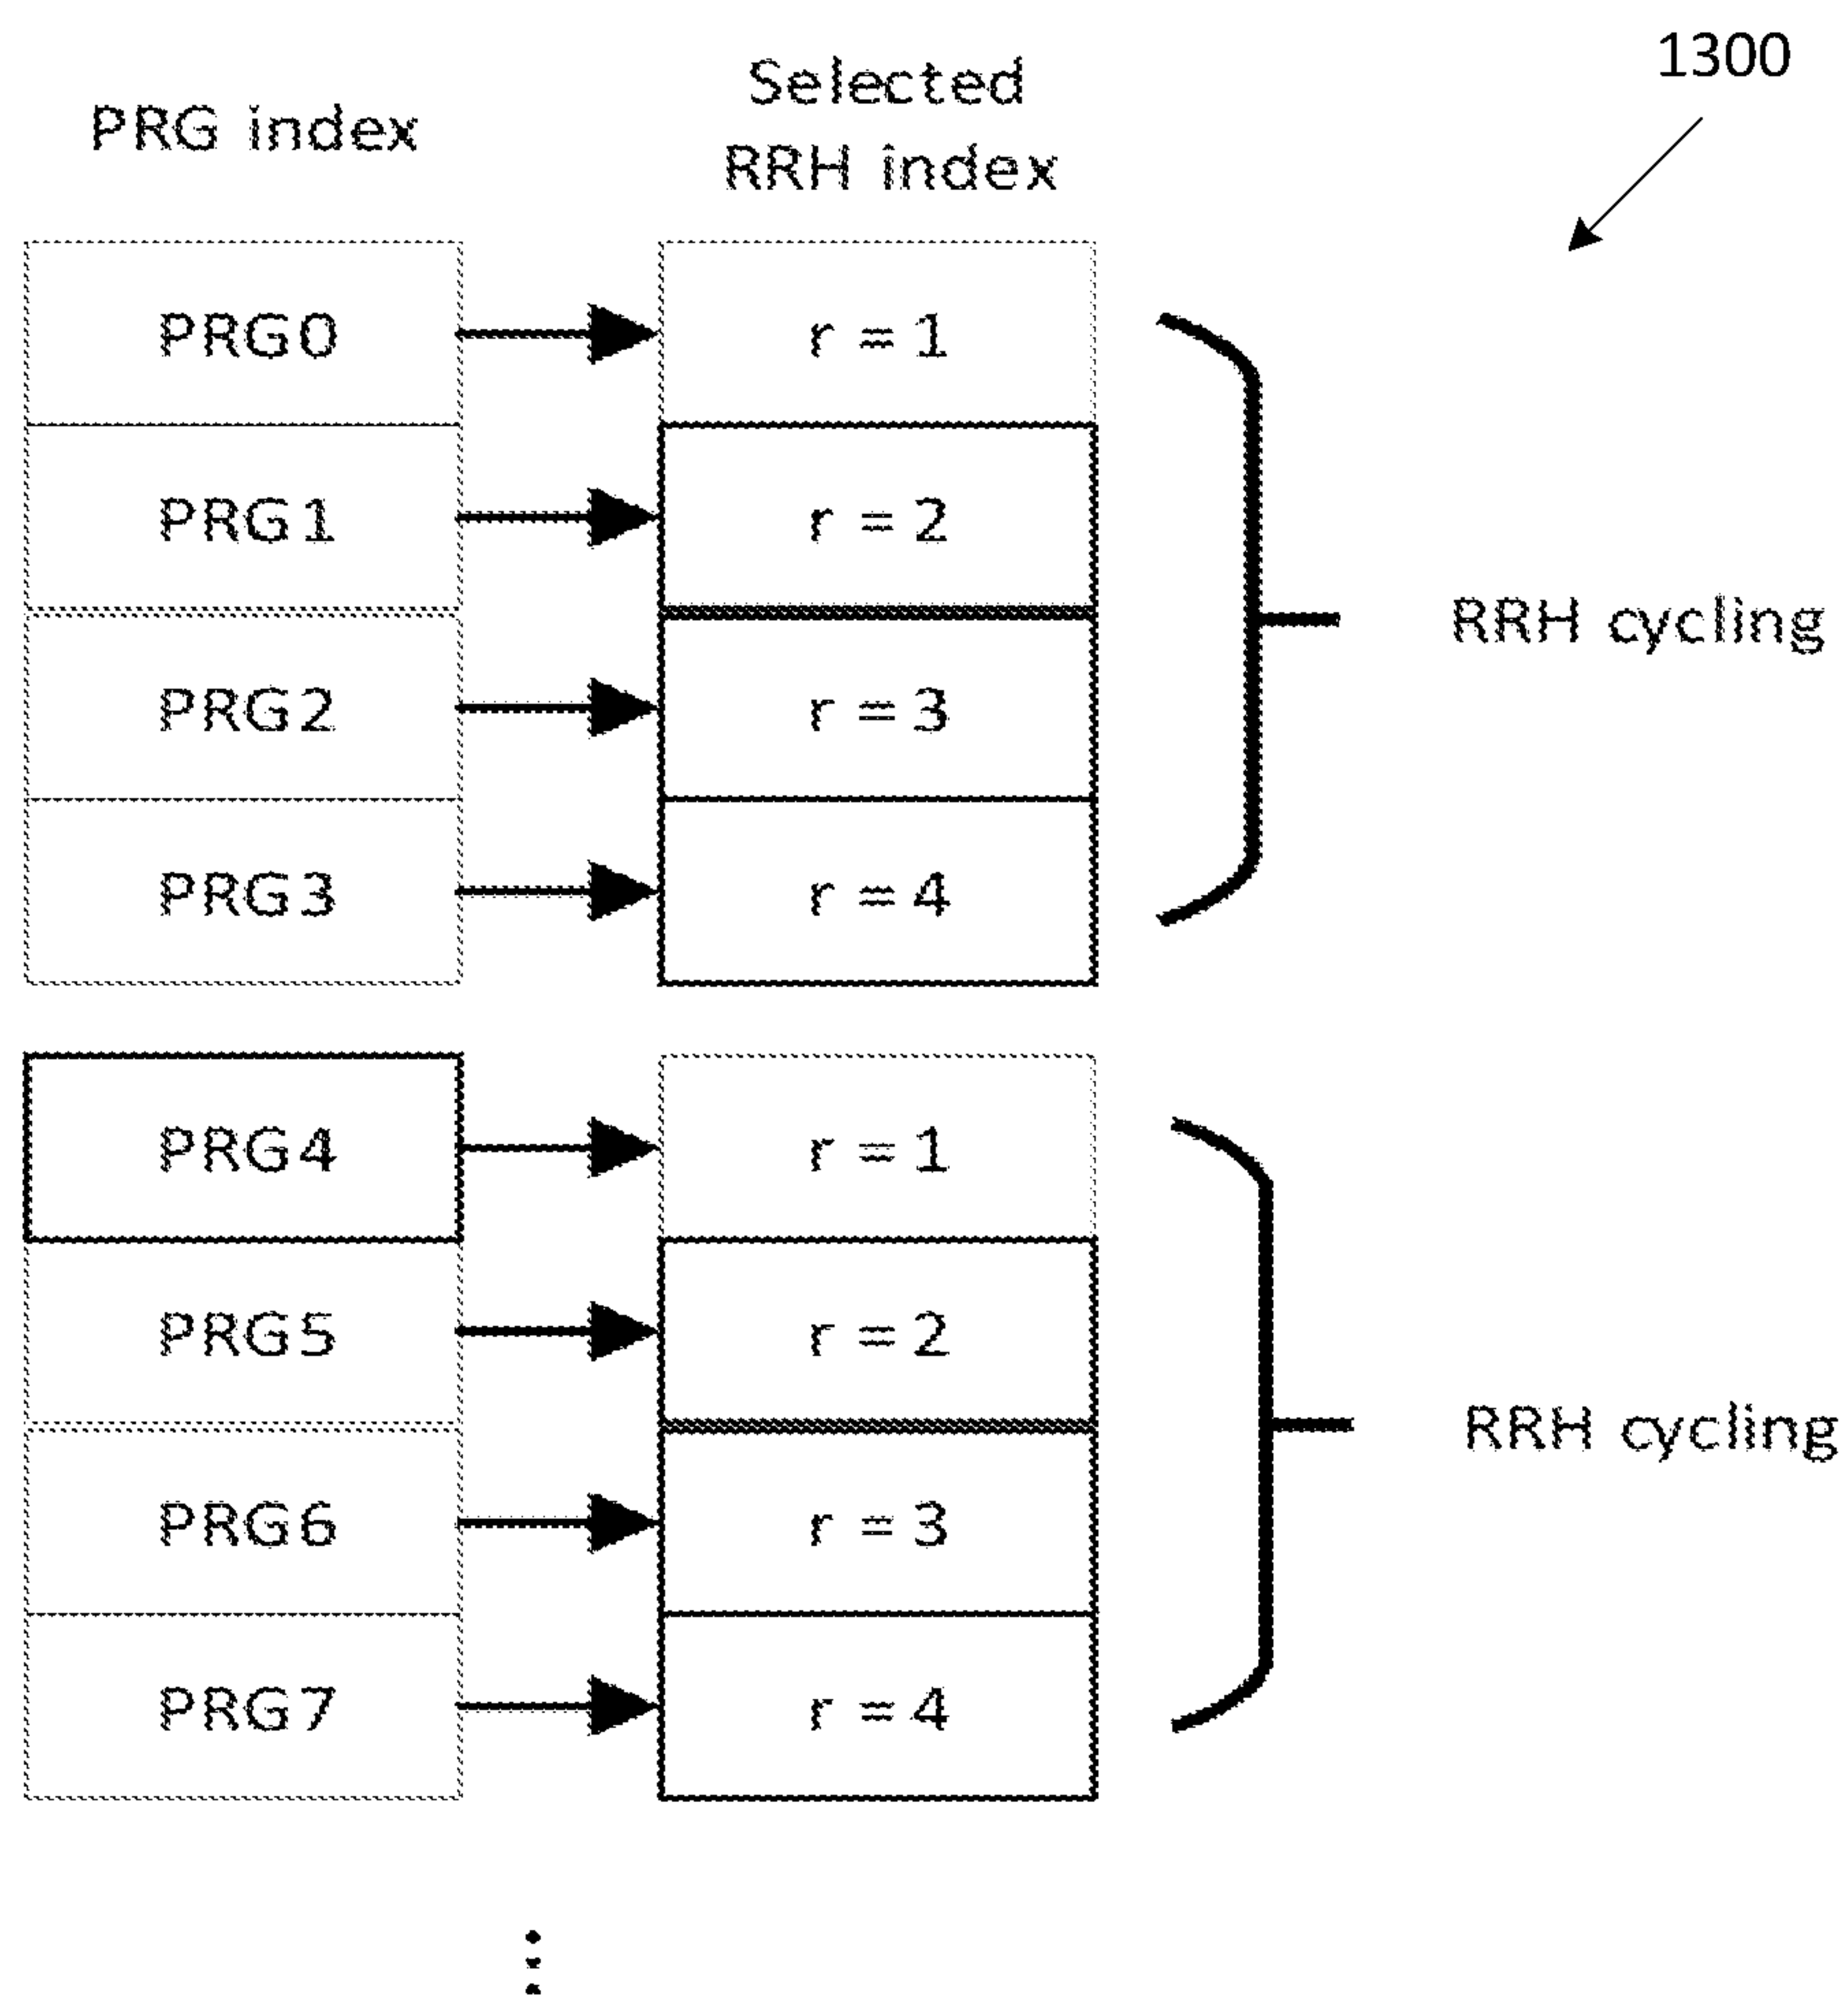 1300
PRG index
Selected
RRH index
PRG0
r = 1
PRG1
r = 2
PRG2
r = 3
PRG3
r = 4
RRH cycling
PRG4
r = 1
PRG5
r = 2
PRG6
r = 3
PRG7
r = 4
RRH cycling
⋮